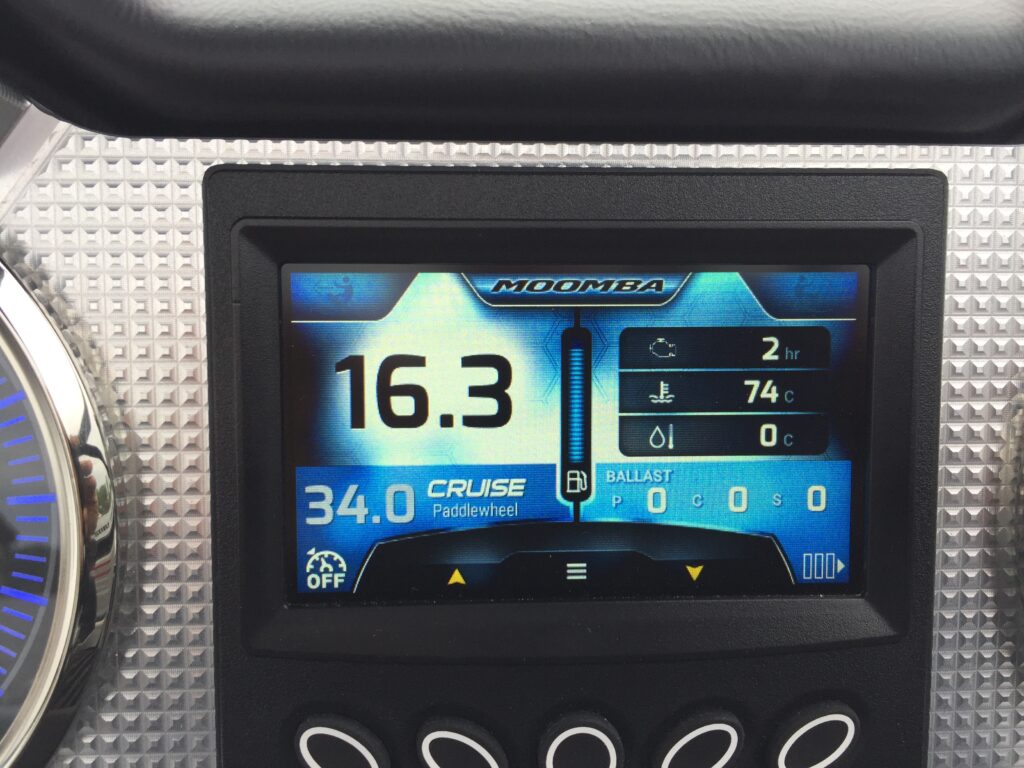 MOOMBA
16.3
2 hr
74 C
0 C
34.0 CRUISE
Paddlewheel
BALLAST
P 0 C 0 S 0
OFF